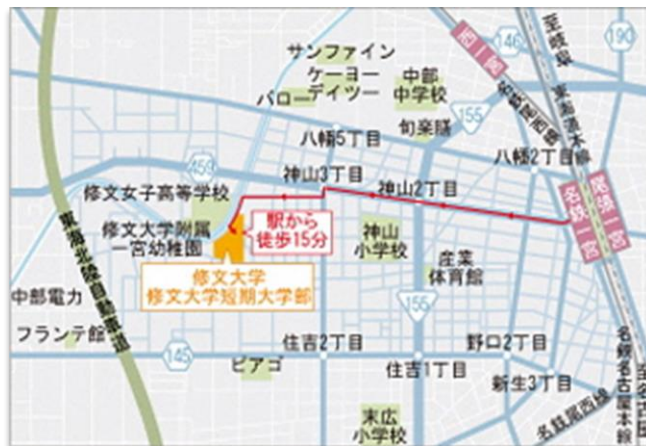 サンファイン
ケーヨー
デイツー
バロー
中部
中学校
旬楽膳
西一宮
146
190
至岐阜
東海道本線
名鉄尾西線
155
八幡5丁目
八幡2丁目
459
神山3丁目
神山2丁目
修文女子高等学校
修文大学附属
一宮幼稚園
駅から
徒歩15分
神山
小学校
名鉄一宮
尾張一宮
修文大学
修文大学短期大学部
産業
体育館
東海北陸自動車道
中部電力
フランテ館
155
145
ピアゴ
住吉2丁目
住吉1丁目
野口2丁目
新生3丁目
末広
小学校
名鉄尾西線
名鉄名古屋本線
至名古屋